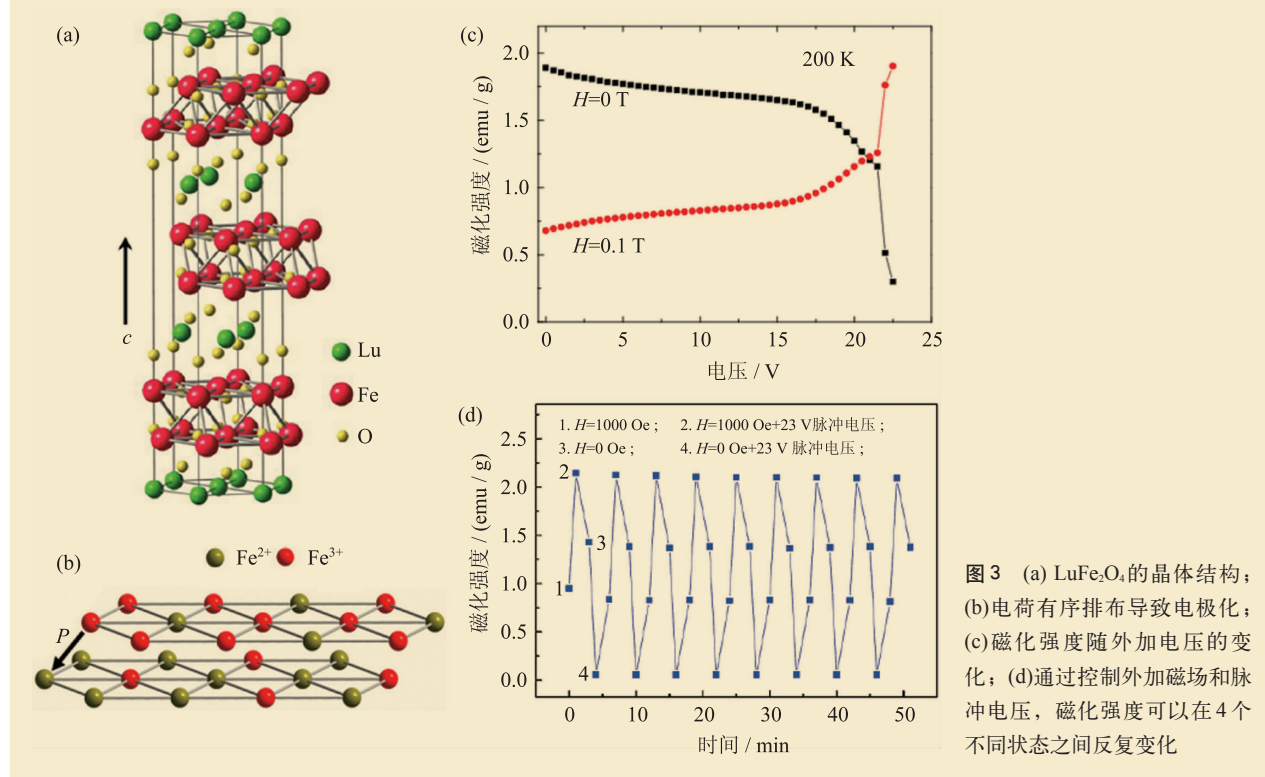 (a)
c
Lu
Fe
O
(b)
Fe²⁺
Fe³⁺
P
(c)
磁化强度 / (emu / g)
2.0
1.5
1.0
0.5
0.0
200 K
H=0 T
H=0.1 T
0 5 10 15 20 25
电压 / V
(d)
磁化强度 / (emu / g)
2.5
2.0
1.5
1.0
0.5
0.0
1. H=1000 Oe； 2. H=1000 Oe+23 V脉冲电压；
3. H=0 Oe； 4. H=0 Oe+23 V 脉冲电压；
2
3
1
4
0 10 20 30 40 50
时间 / min
图3 (a) LuFe₂O₄的晶体结构；
(b)电荷有序排布导致电极化；
(c)磁化强度随外加电压的变
化；(d)通过控制外加磁场和脉
冲电压，磁化强度可以在4个
不同状态之间反复变化